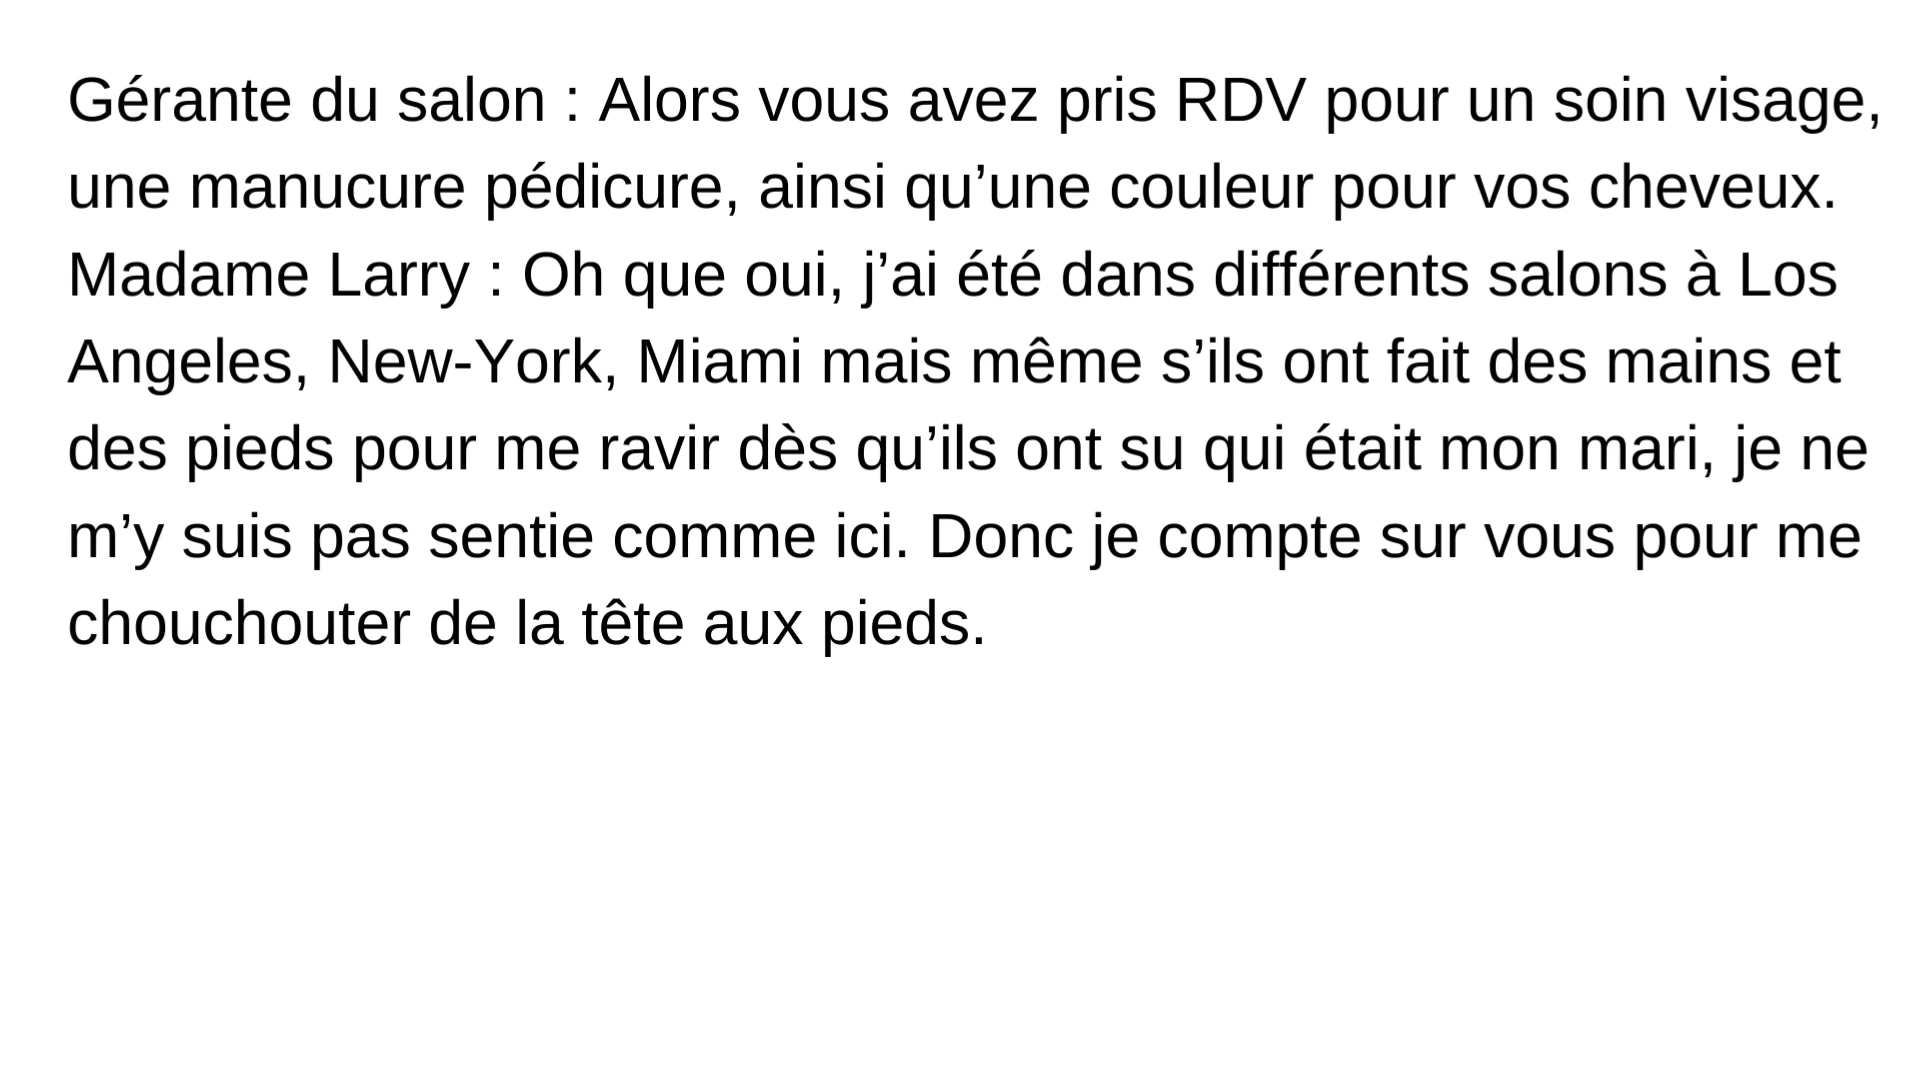 Gérante du salon : Alors vous avez pris RDV pour un soin visage,
une manucure pédicure, ainsi qu’une couleur pour vos cheveux.
Madame Larry : Oh que oui, j’ai été dans différents salons à Los
Angeles, New-York, Miami mais même s’ils ont fait des mains et
des pieds pour me ravir dès qu’ils ont su qui était mon mari, je ne
m’y suis pas sentie comme ici. Donc je compte sur vous pour me
chouchouter de la tête aux pieds.